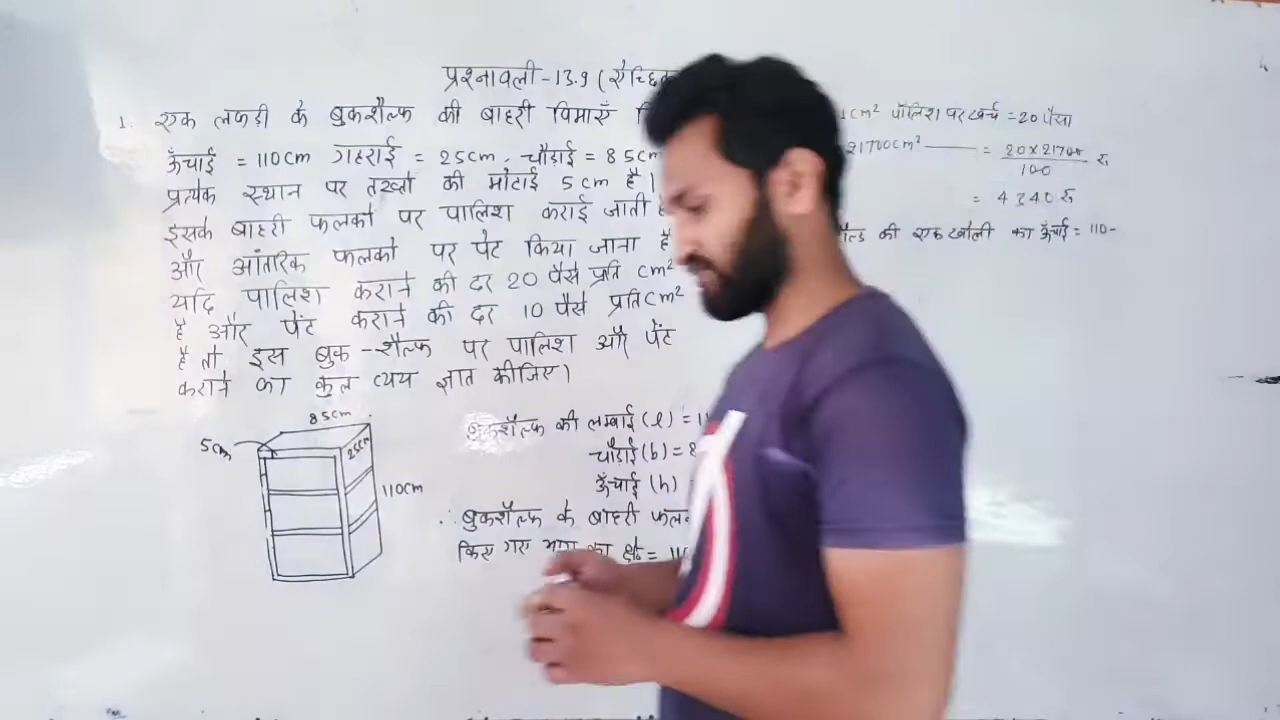 प्रश्नावली-13.9 (ऐच्छिक
1. एक लकड़ी के बुकशैल्फ की बाहरी विमाएँ
ऊँचाई = 110cm गहराई = 25cm, चौड़ाई = 85cm
प्रत्येक स्थान पर तख्तों की मोटाई 5cm है।
इसके बाहरी फलकों पर पालिश कराई जाती
और आंतरिक फलकों पर पेंट किया जाना है
यदि पालिश कराने की दर 20 पैसे प्रति cm²
है और पेंट कराने की दर 10 पैसे प्रति cm²
है तो इस बुक-शैल्फ पर पालिश और पेंट
कराने का कुल व्यय ज्ञात कीजिए।
85cm
5cm
25cm
110cm
बुकशैल्फ की लम्बाई (l) = 11
चौड़ाई (b) = 8
ऊँचाई (h)
∴ बुकशैल्फ के बाहरी फल
किए गए भाग का क्षे० = 110
1cm² पॉलिश पर खर्च = 20 पैसा
21700cm² —— = 20×21700/100 रु
= 4340 रु
की एक खोली का ऊँचाई = 110-